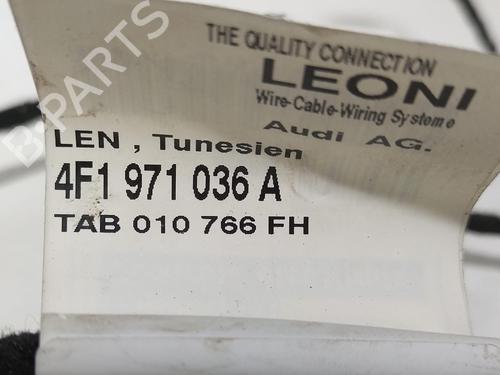 THE QUALITY CONNECTION
LEONI
Wire-Cable-Wiring Systeme
Audi AG.
LEN , Tunesien
4F1 971 036 A
TAB 010 766 FH
B-PARTS